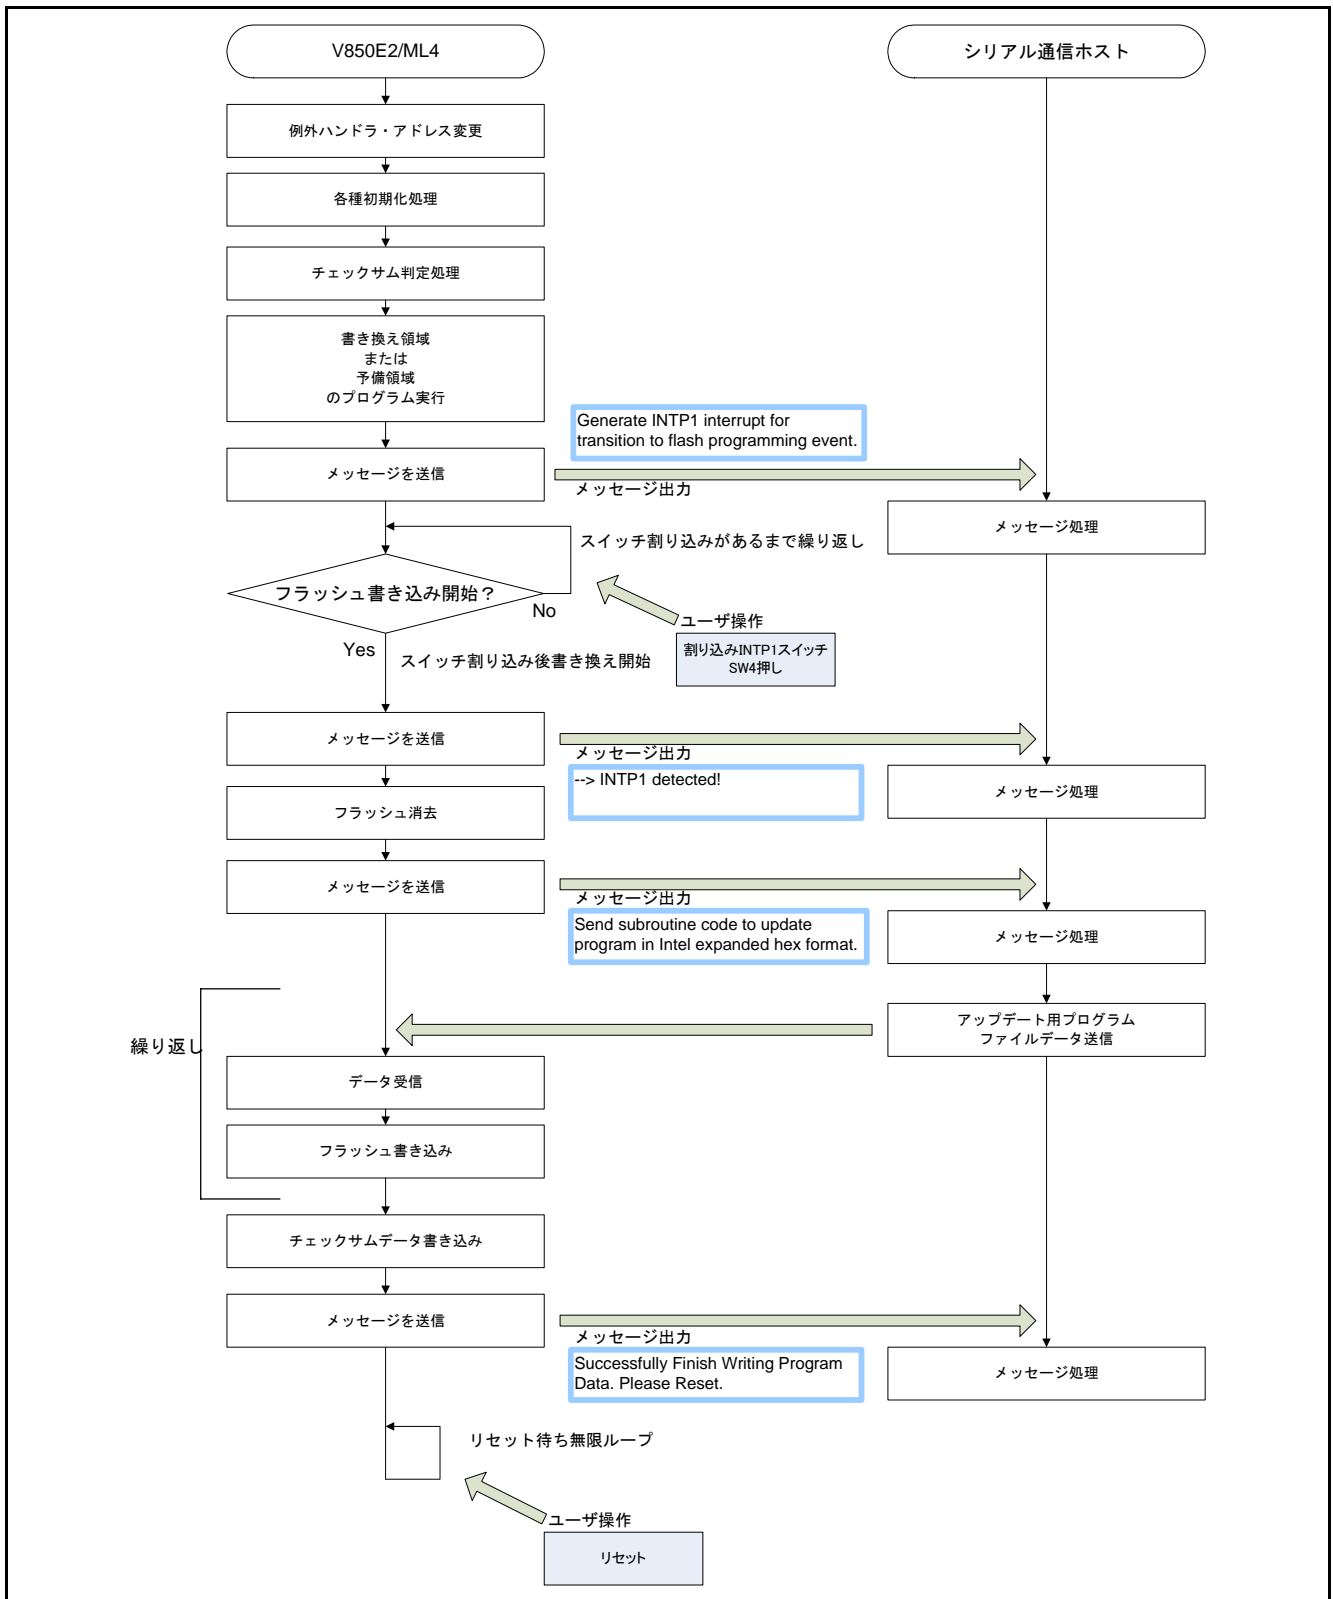 V850E2/ML4
シリアル通信ホスト
例外ハンドラ・アドレス変更
各種初期化処理
チェックサム判定処理
書き換え領域
または
予備領域
のプログラム実行
Generate INTP1 interrupt for
transition to flash programming event.
メッセージを送信
メッセージ出力
メッセージ処理
スイッチ割り込みがあるまで繰り返し
フラッシュ書き込み開始?
No
ユーザ操作
割り込みINTP1スイッチ
SW4押し
Yes
スイッチ割り込み後書き換え開始
メッセージを送信
メッセージ出力
--> INTP1 detected!
メッセージ処理
フラッシュ消去
メッセージを送信
メッセージ出力
Send subroutine code to update
program in Intel expanded hex format.
メッセージ処理
アップデート用プログラム
ファイルデータ送信
繰り返し
データ受信
フラッシュ書き込み
チェックサムデータ書き込み
メッセージを送信
メッセージ出力
Successfully Finish Writing Program
Data. Please Reset.
メッセージ処理
リセット待ち無限ループ
ユーザ操作
リセット